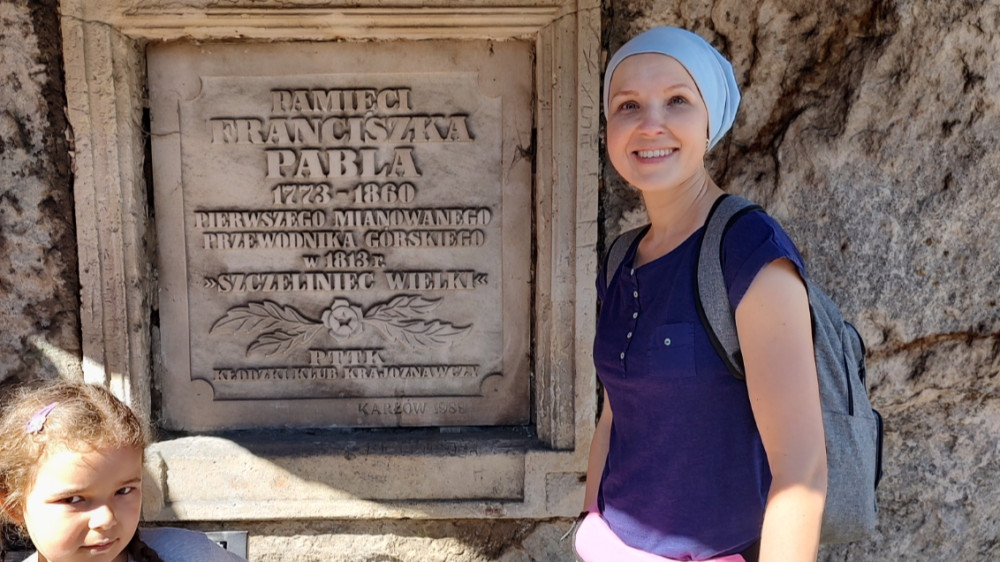 PAMIĘCI
FRANCISZKA
PABLA
1773-1860
PIERWSZEGO MIANOWANEGO
PRZEWODNIKA GÓRSKIEGO
w 1813 r.
»SZCZELINIEC WIELKI«
PTTK
KŁODZKI KLUB KRAJOZNAWCZY
KARŁÓW